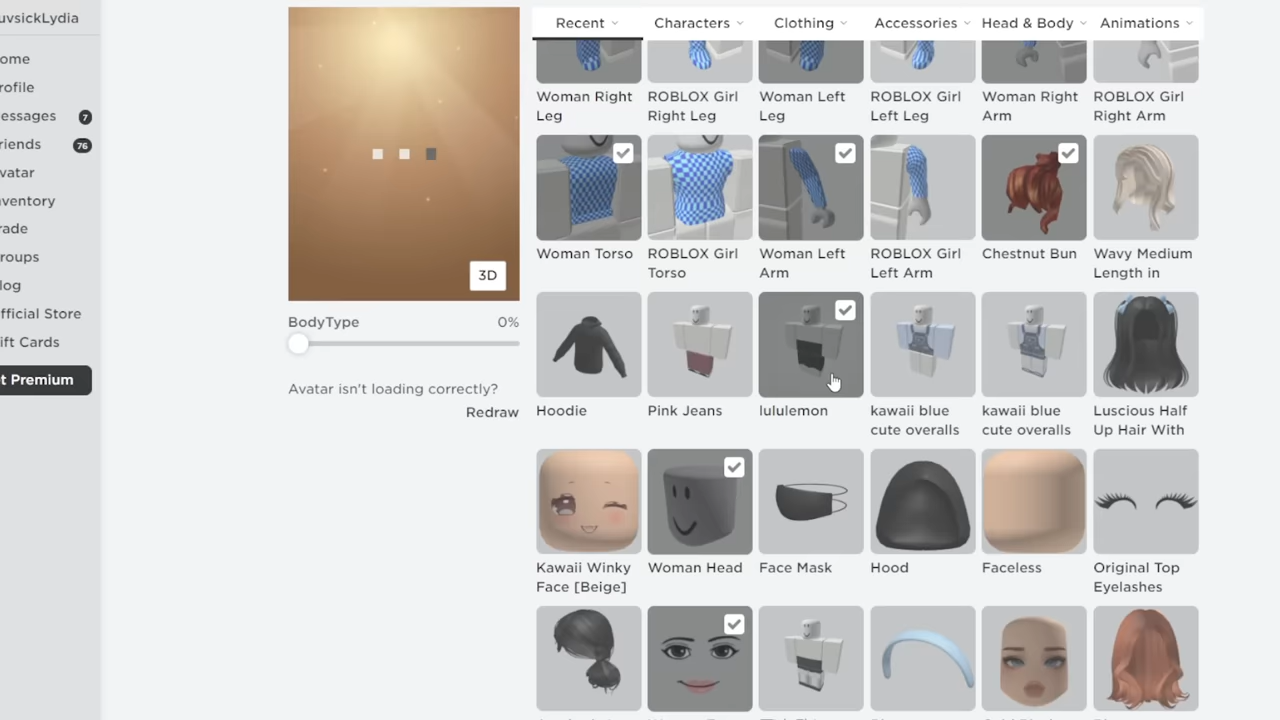 uvsickLydia
Recent
Characters
Clothing
Accessories
Head & Body
Animations
ome
rofile
essages
7
riends
76
vatar
nventory
rade
roups
log
fficial Store
ift Cards
t Premium
3D
BodyType
0%
Avatar isn't loading correctly?
Redraw
Woman Right
Leg
ROBLOX Girl
Right Leg
Woman Left
Leg
ROBLOX Girl
Left Leg
Woman Right
Arm
ROBLOX Girl
Right Arm
Woman Torso
ROBLOX Girl
Torso
Woman Left
Arm
ROBLOX Girl
Left Arm
Chestnut Bun
Wavy Medium
Length in
Hoodie
Pink Jeans
lululemon
kawaii blue
cute overalls
kawaii blue
cute overalls
Luscious Half
Up Hair With
Kawaii Winky
Face [Beige]
Woman Head
Face Mask
Hood
Faceless
Original Top
Eyelashes